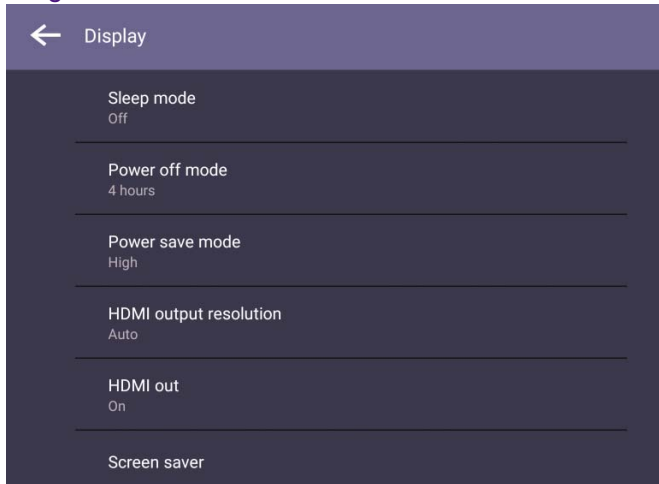 Display
Sleep mode
Off
Power off mode
4 hours
Power save mode
High
HDMI output resolution
Auto
HDMI out
On
Screen saver